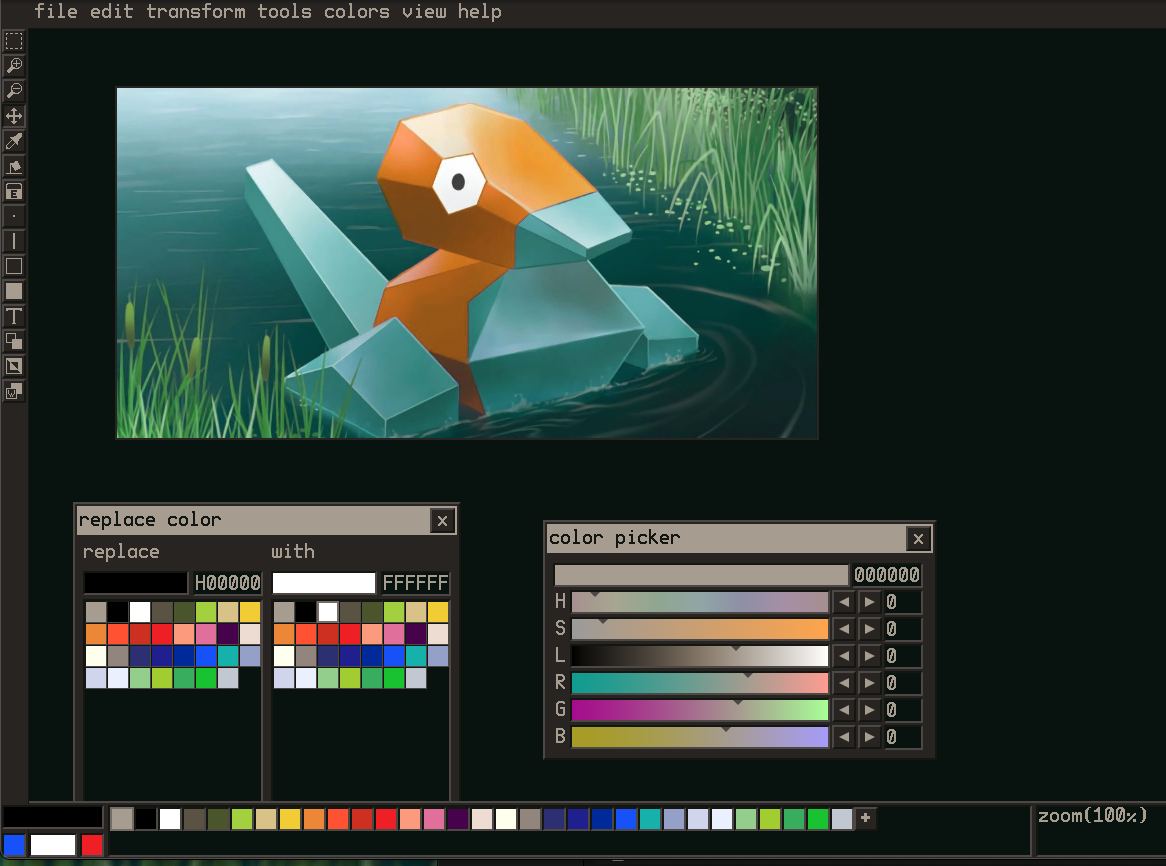 file edit transform tools colors view help
E
T
W
replace color x
replace with
H00000 FFFFFF
color picker x
000000
H 0
S 0
L 0
R 0
G 0
B 0
+
zoom(100%)